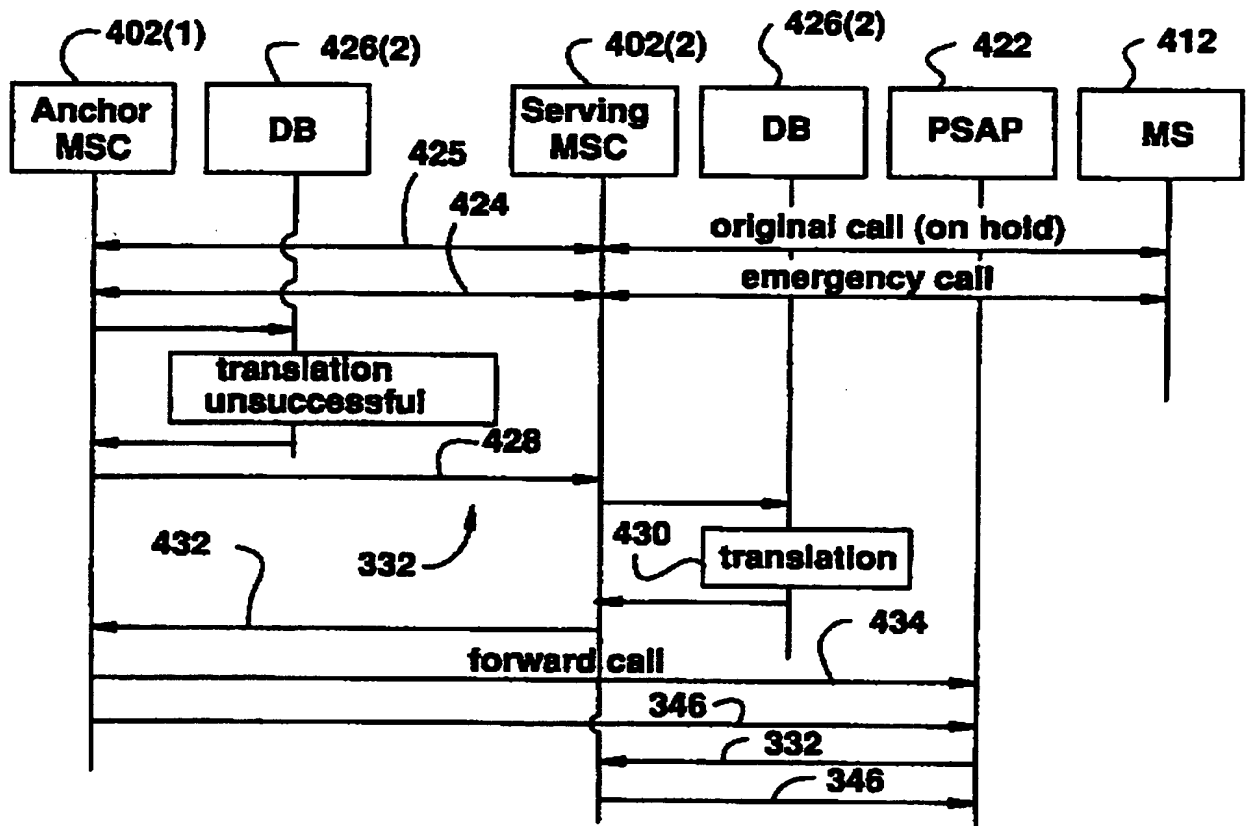 402(1)
426(2)
402(2)
426(2)
422
412
Anchor
MSC
DB
Serving
MSC
DB
PSAP
MS
425
424
original call (on hold)
emergency call
translation
unsuccessful
428
432
332
430
translation
434
forward call
346
332
346